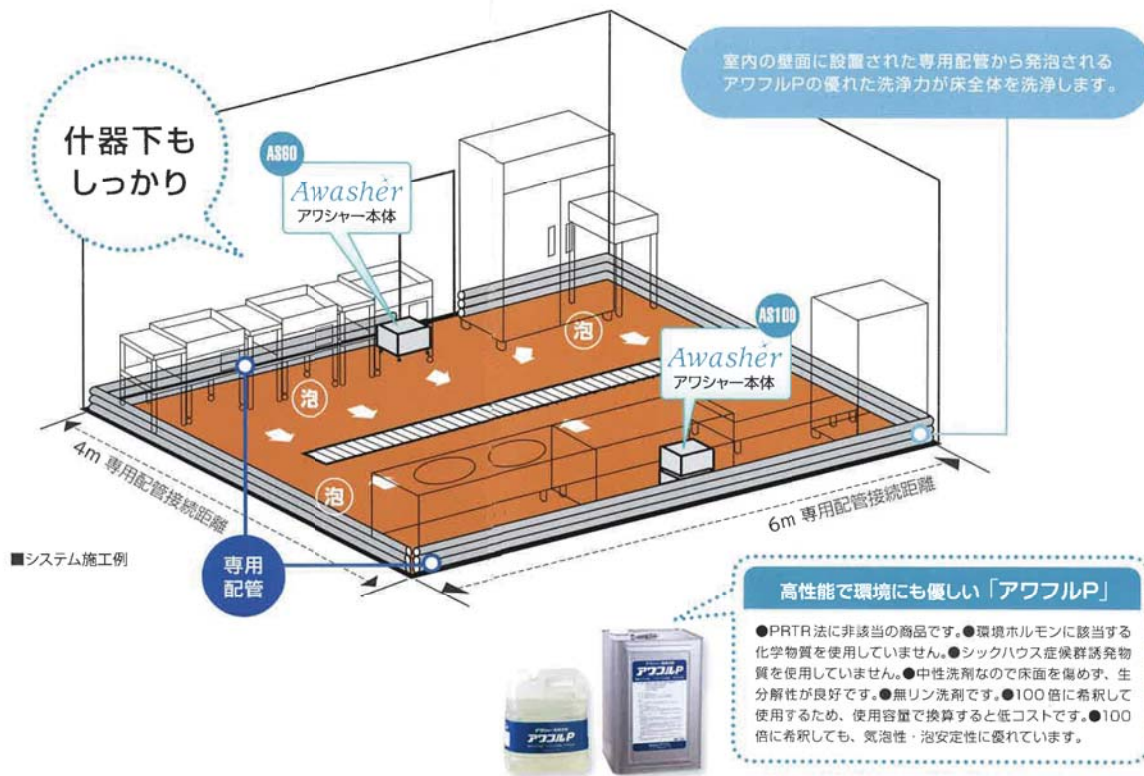 室内の壁面に設置された専用配管から発泡される
アワフルPの優れた洗浄力が床全体を洗浄します。
什器下も
しっかり
AS60
Awasher
アワシャー本体
AS100
Awasher
アワシャー本体
泡
泡
泡
4m 専用配管接続距離
6m 専用配管接続距離
■システム施工例
専用
配管
高性能で環境にも優しい「アワフルP」
●PRTR法に非該当の商品です。●環境ホルモンに該当する
化学物質を使用していません。●シックハウス症候群誘発物
質を使用していません。●中性洗剤なので床面を傷めず、生
分解性が良好です。●無リン洗剤です。●100倍に希釈して
使用するため、使用容量で換算すると低コストです。●100
倍に希釈しても、気泡性・泡安定性に優れています。
アワフルP
アワフルP